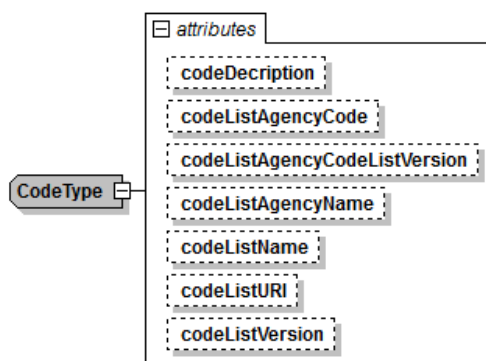 attributes
codeDecription
codeListAgencyCode
codeListAgencyCodeListVersion
CodeType
codeListAgencyName
codeListName
codeListURI
codeListVersion